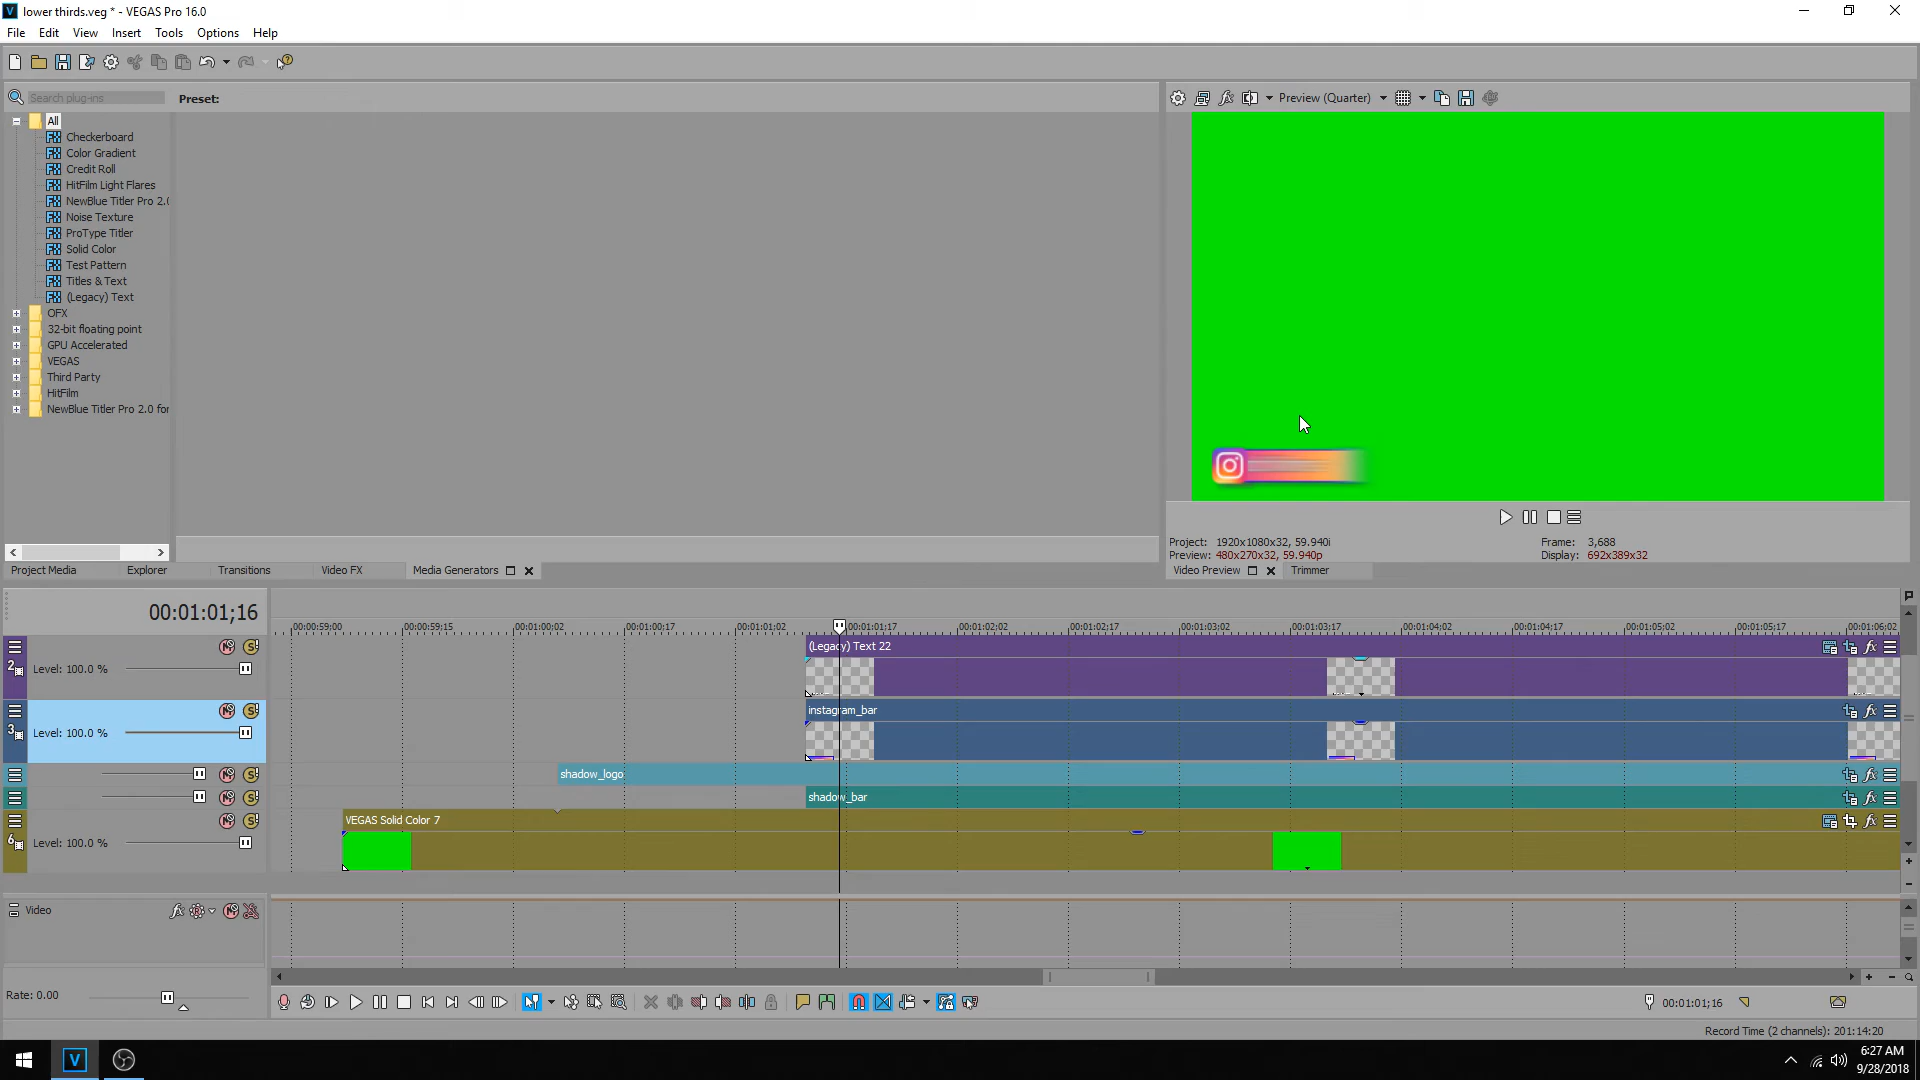 lower thirds.veg * - VEGAS Pro 16.0
File Edit View Insert Tools Options Help
Search plug-ins
Preset:
Preview (Quarter)
All
Checkerboard
Color Gradient
Credit Roll
HitFilm Light Flares
NewBlue Titler Pro 2.0
Noise Texture
ProType Titler
Solid Color
Test Pattern
Titles & Text
(Legacy) Text
OFX
32-bit floating point
GPU Accelerated
VEGAS
Third Party
HitFilm
NewBlue Titler Pro 2.0 for
Project: 1920x1080x32, 59.940i
Frame: 3,688
Preview: 480x270x32, 59.940p
Display: 692x389x32
Project Media Explorer Transitions Video FX Media Generators
Video Preview Trimmer
00:01:01;16
00:00:59:00 00:00:59;15 00:01:00;02 00:01:00;17 00:01:01;02 00:01:01;17 00:01:02;02 00:01:02;17 00:01:03;02 00:01:03;17 00:01:04;02 00:01:04;17 00:01:05;02 00:01:05;17 00:01:06;02
(Legacy) Text 22
2 Level: 100.0 %
instagram_bar
3 Level: 100.0 %
shadow_logo
shadow_bar
VEGAS Solid Color 7
6 Level: 100.0 %
Video
Rate: 0.00
00:01:01;16
Record Time (2 channels): 201:14:20
6:27 AM
9/28/2018